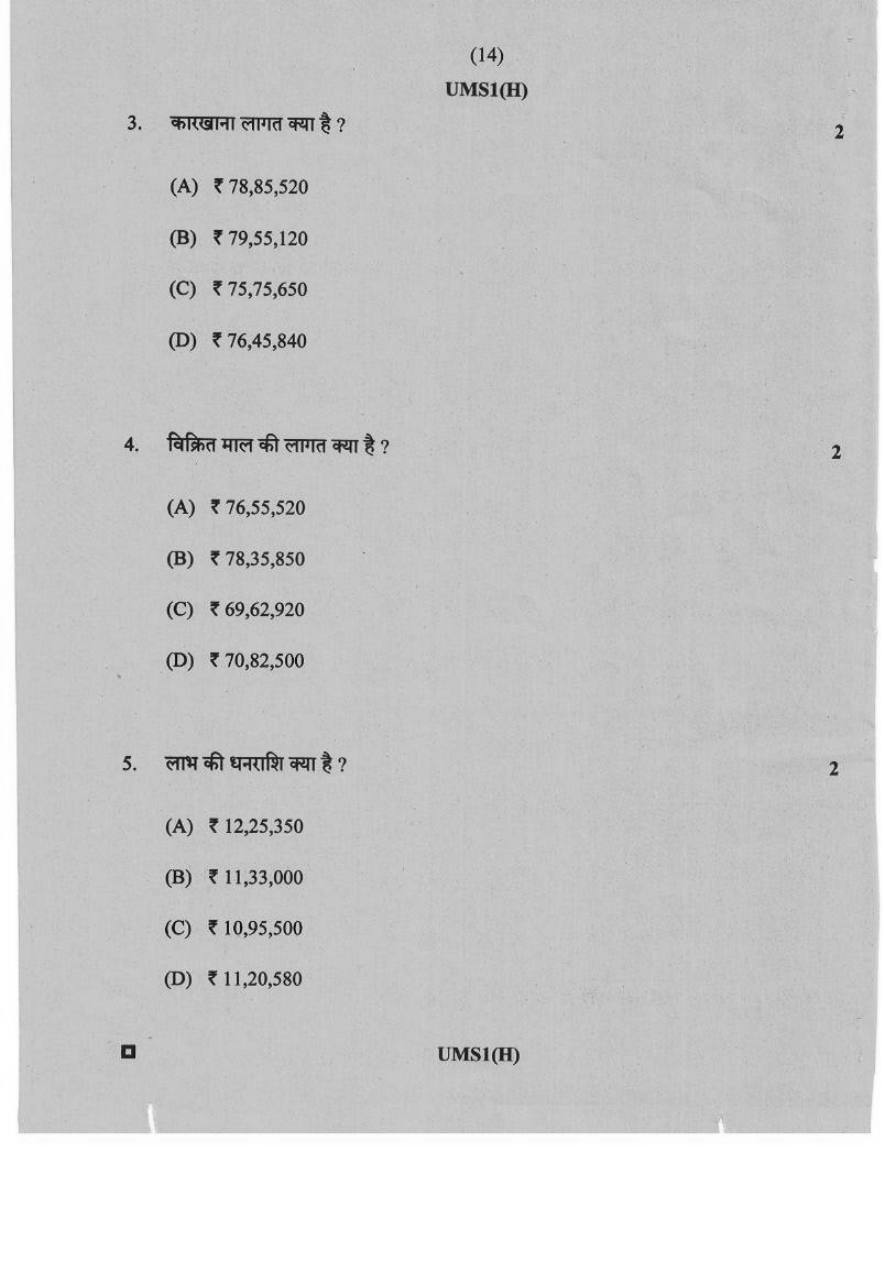 (14)
UMS1(H)
3. कारखाना लागत क्या है ? 2
(A) ₹ 78,85,520
(B) ₹ 79,55,120
(C) ₹ 75,75,650
(D) ₹ 76,45,840
4. विक्रित माल की लागत क्या है ? 2
(A) ₹ 76,55,520
(B) ₹ 78,35,850
(C) ₹ 69,62,920
(D) ₹ 70,82,500
5. लाभ की धनराशि क्या है ? 2
(A) ₹ 12,25,350
(B) ₹ 11,33,000
(C) ₹ 10,95,500
(D) ₹ 11,20,580
UMS1(H)